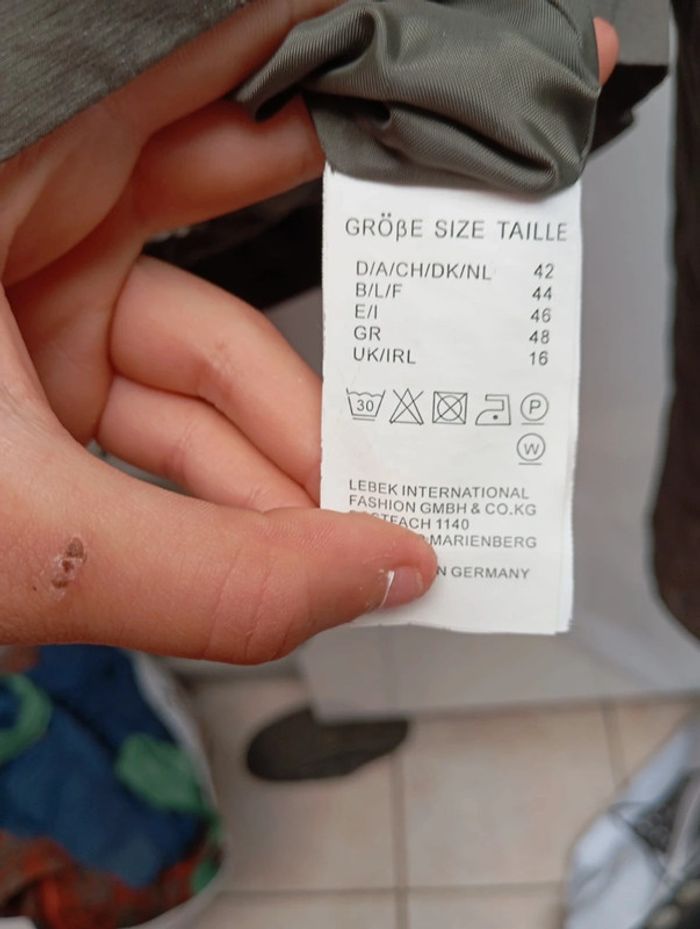 GRÖβE SIZE TAILLE
D/A/CH/DK/NL 42
B/L/F 44
E/I 46
GR 48
UK/IRL 16
30 P
W
LEBEK INTERNATIONAL
FASHION GMBH & CO.KG
1140
MARIENBERG
GERMANY